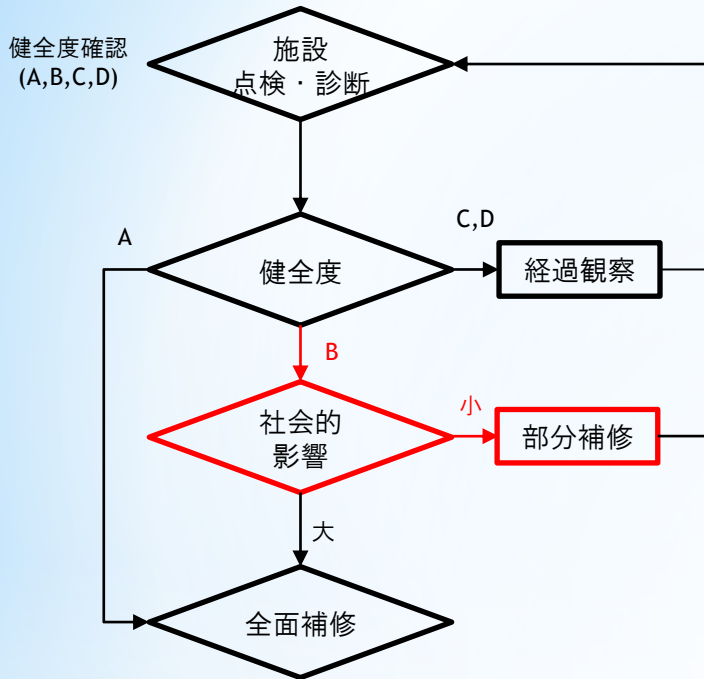 健全度確認
(A,B,C,D)
施設
点検・診断
A
健全度
C,D
経過観察
B
社会的
影響
小
部分補修
大
全面補修